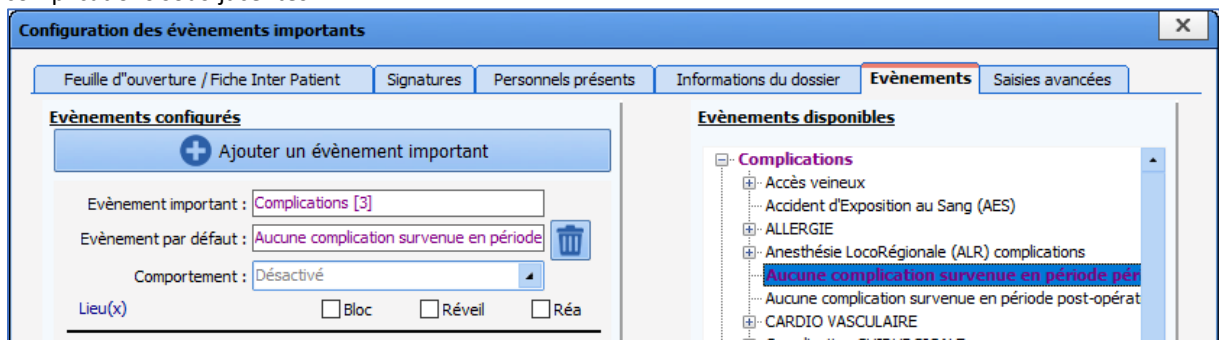 Configuration des évènements importants
Feuille d"ouverture / Fiche Inter Patient
Signatures
Personnels présents
Informations du dossier
Evènements
Saisies avancées
Evènements configurés
Ajouter un évènement important
Evènement important : Complications [3]
Evènement par défaut : Aucune complication survenue en période
Comportement : Désactivé
Lieu(x) Bloc Réveil Réa
Evènements disponibles
Complications
Accès veineux
Accident d'Exposition au Sang (AES)
ALLERGIE
Anesthésie LocoRégionale (ALR) complications
Aucune complication survenue en période pér
Aucune complication survenue en période post-opérat
CARDIO VASCULAIRE